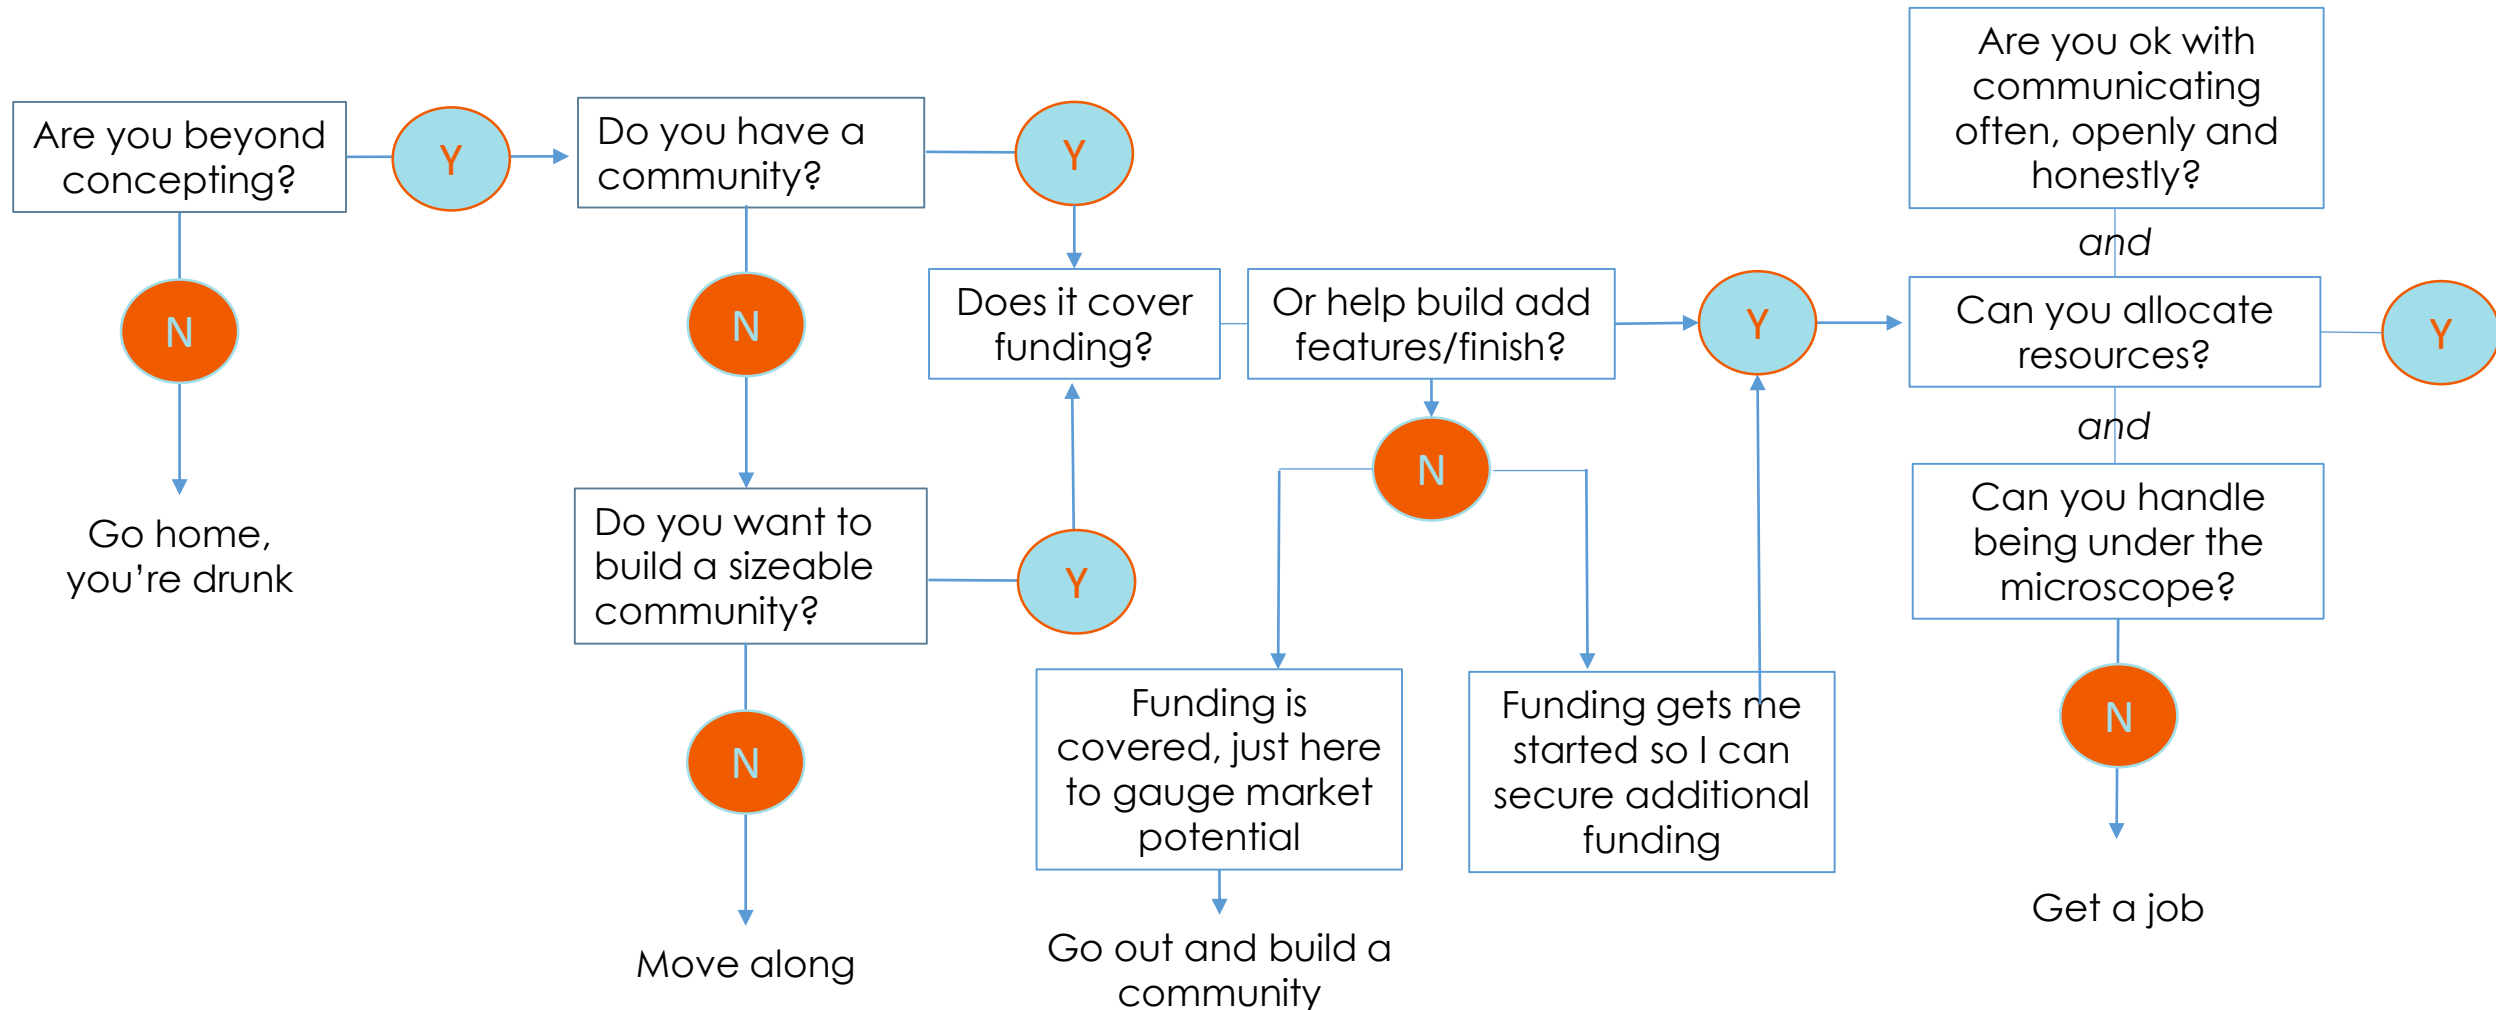 Are you beyond
concepting?
Y
N
Go home,
you’re drunk
Do you have a
community?
Y
N
Do you want to
build a sizeable
community?
Y
N
Move along
Does it cover
funding?
Or help build add
features/finish?
Y
N
Funding is
covered, just here
to gauge market
potential
Go out and build a
community
Funding gets me
started so I can
secure additional
funding
Are you ok with
communicating
often, openly and
honestly?
and
Can you allocate
resources?
Y
and
Can you handle
being under the
microscope?
N
Get a job